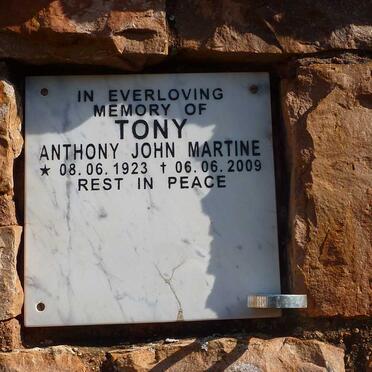 IN EVERLOVING
MEMORY OF
TONY
ANTHONY JOHN MARTINE
★ 08.06.1923 ✝ 06.06.2009
REST IN PEACE